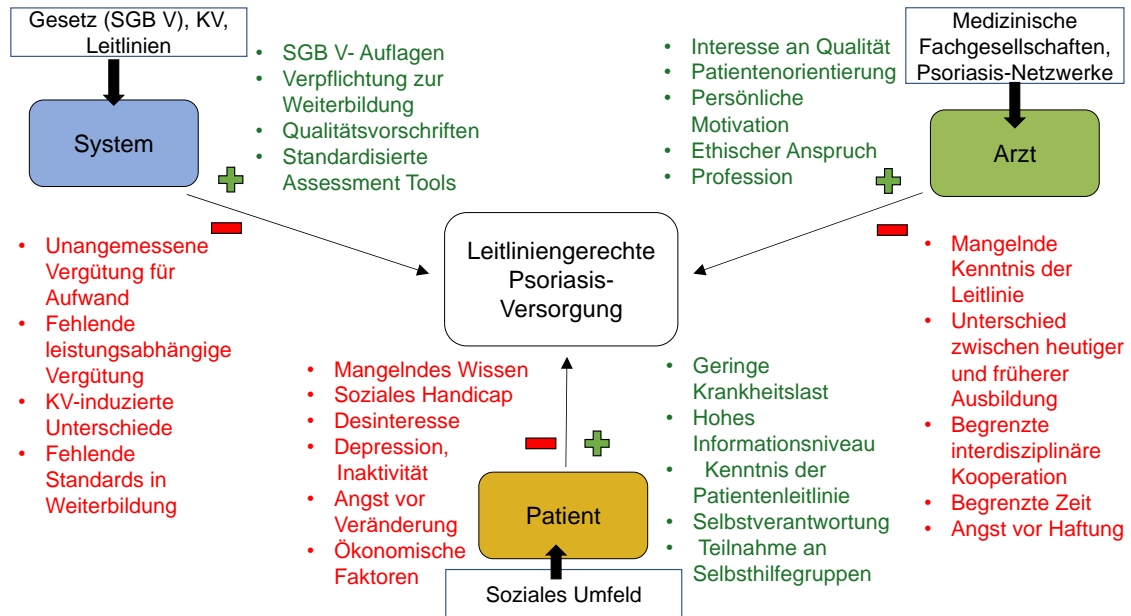 Gesetz (SGB V), KV,
Leitlinien
System
• SGB V- Auflagen
• Verpflichtung zur
Weiterbildung
• Qualitätsvorschriften
• Standardisierte
Assessment Tools
• Interesse an Qualität
• Patientenorientierung
• Persönliche
Motivation
• Ethischer Anspruch
• Profession
Medizinische
Fachgesellschaften,
Psoriasis-Netzwerke
Arzt
• Unangemessene
Vergütung für
Aufwand
• Fehlende
leistungsabhängige
Vergütung
• KV-induzierte
Unterschiede
• Fehlende
Standards in
Weiterbildung
Leitliniengerechte
Psoriasis-
Versorgung
• Mangelnde
Kenntnis der
Leitlinie
• Unterschied
zwischen heutiger
und früherer
Ausbildung
• Begrenzte
interdisziplinäre
Kooperation
• Begrenzte Zeit
• Angst vor Haftung
• Mangelndes Wissen
• Soziales Handicap
• Desinteresse
• Depression,
Inaktivität
• Angst vor
Veränderung
• Ökonomische
Faktoren
• Geringe
Krankheitslast
• Hohes
Informationsniveau
• Kenntnis der
Patientenleitlinie
• Selbstverantwortung
• Teilnahme an
Selbsthilfegruppen
Patient
Soziales Umfeld